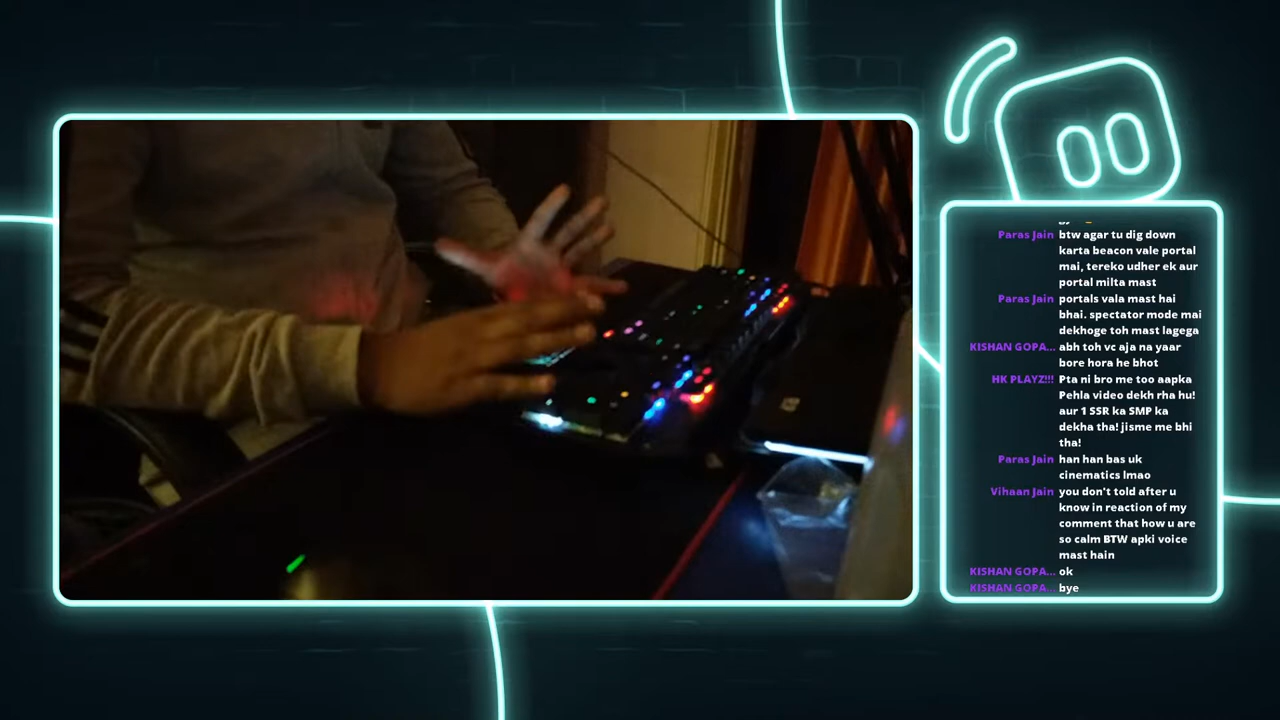 Paras Jain btw agar tu dig down
karta beacon vale portal
mai, tereko udher ek aur
portal milta mast
Paras Jain portals vala mast hai
bhai. spectator mode mai
dekhoge toh mast lagega
KISHAN GOPA... abh toh vc aja na yaar
bore hora he bhot
HK PLAYZ!!! Pta ni bro me too aapka
Pehla video dekh rha hu!
aur 1 SSR ka SMP ka
dekha tha! jisme me bhi
tha!
Paras Jain han han bas uk
cinematics lmao
Vihaan Jain you don't told after u
know in reaction of my
comment that how u are
so calm BTW apki voice
mast hain
KISHAN GOPA... ok
KISHAN GOPA... bye